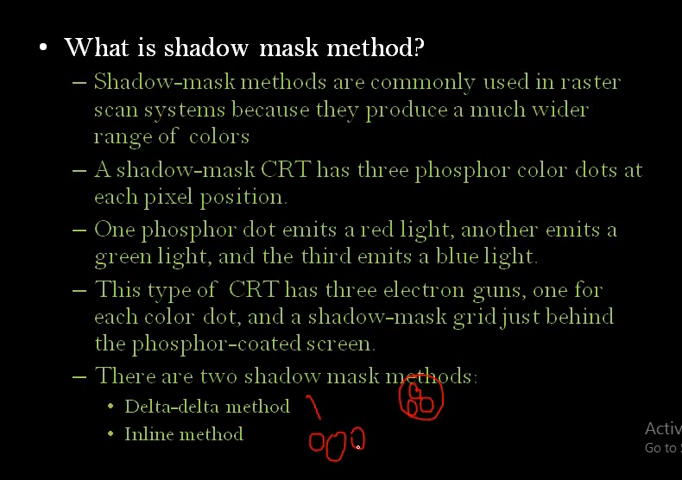 • What is shadow mask method?
– Shadow-mask methods are commonly used in raster
scan systems because they produce a much wider
range of colors
– A shadow-mask CRT has three phosphor color dots at
each pixel position.
– One phosphor dot emits a red light, another emits a
green light, and the third emits a blue light.
– This type of CRT has three electron guns, one for
each color dot, and a shadow-mask grid just behind
the phosphor-coated screen.
– There are two shadow mask methods:
• Delta-delta method
• Inline method
Activ
Go to S